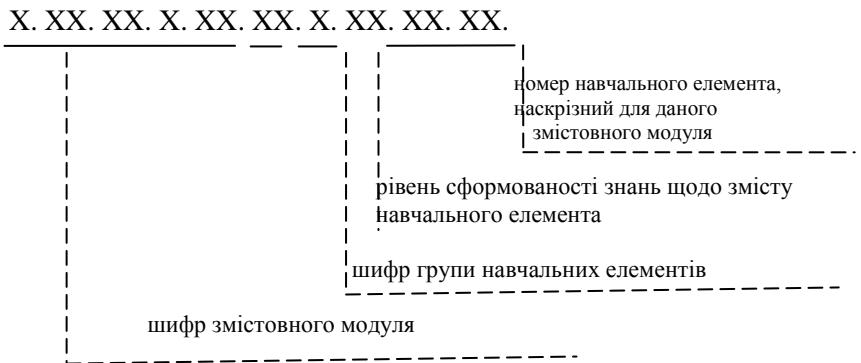 Х. ХХ. ХХ. Х. ХХ. ХХ. Х. ХХ. ХХ. ХХ.
номер навчального елемента,
наскрізний для даного
змістовного модуля
рівень сформованості знань щодо змісту
навчального елемента
шифр групи навчальних елементів
шифр змістовного модуля